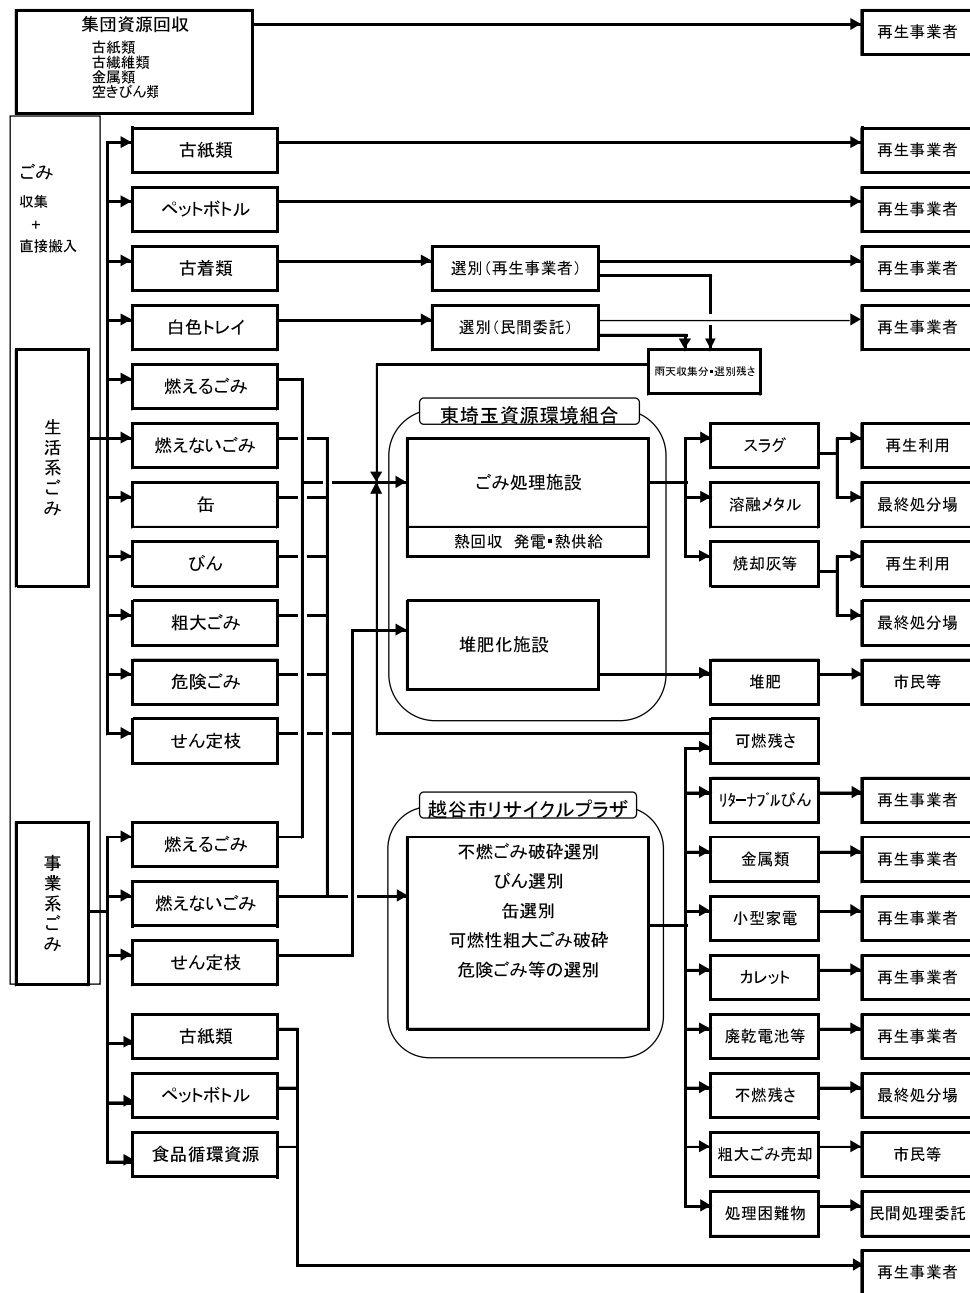 集団資源回収
古紙類
古繊維類
金属類
空きびん類
再生事業者
ごみ
収集
+
直接搬入
古紙類
再生事業者
ペットボトル
再生事業者
古着類
選別(再生事業者)
再生事業者
白色トレイ
選別(民間委託)
再生事業者
雨天収集分・選別残さ
生活系ごみ
燃えるごみ
燃えないごみ
缶
びん
粗大ごみ
危険ごみ
せん定枝
東埼玉資源環境組合
ごみ処理施設
熱回収 発電・熱供給
堆肥化施設
スラグ
再生利用
最終処分場
溶融メタル
焼却灰等
再生利用
最終処分場
堆肥
市民等
可燃残さ
事業系ごみ
燃えるごみ
燃えないごみ
せん定枝
古紙類
ペットボトル
食品循環資源
越谷市リサイクルプラザ
不燃ごみ破砕選別
びん選別
缶選別
可燃性粗大ごみ破砕
危険ごみ等の選別
リターナブルびん
再生事業者
金属類
再生事業者
小型家電
再生事業者
カレット
再生事業者
廃乾電池等
再生事業者
不燃残さ
最終処分場
粗大ごみ売却
市民等
処理困難物
民間処理委託
再生事業者